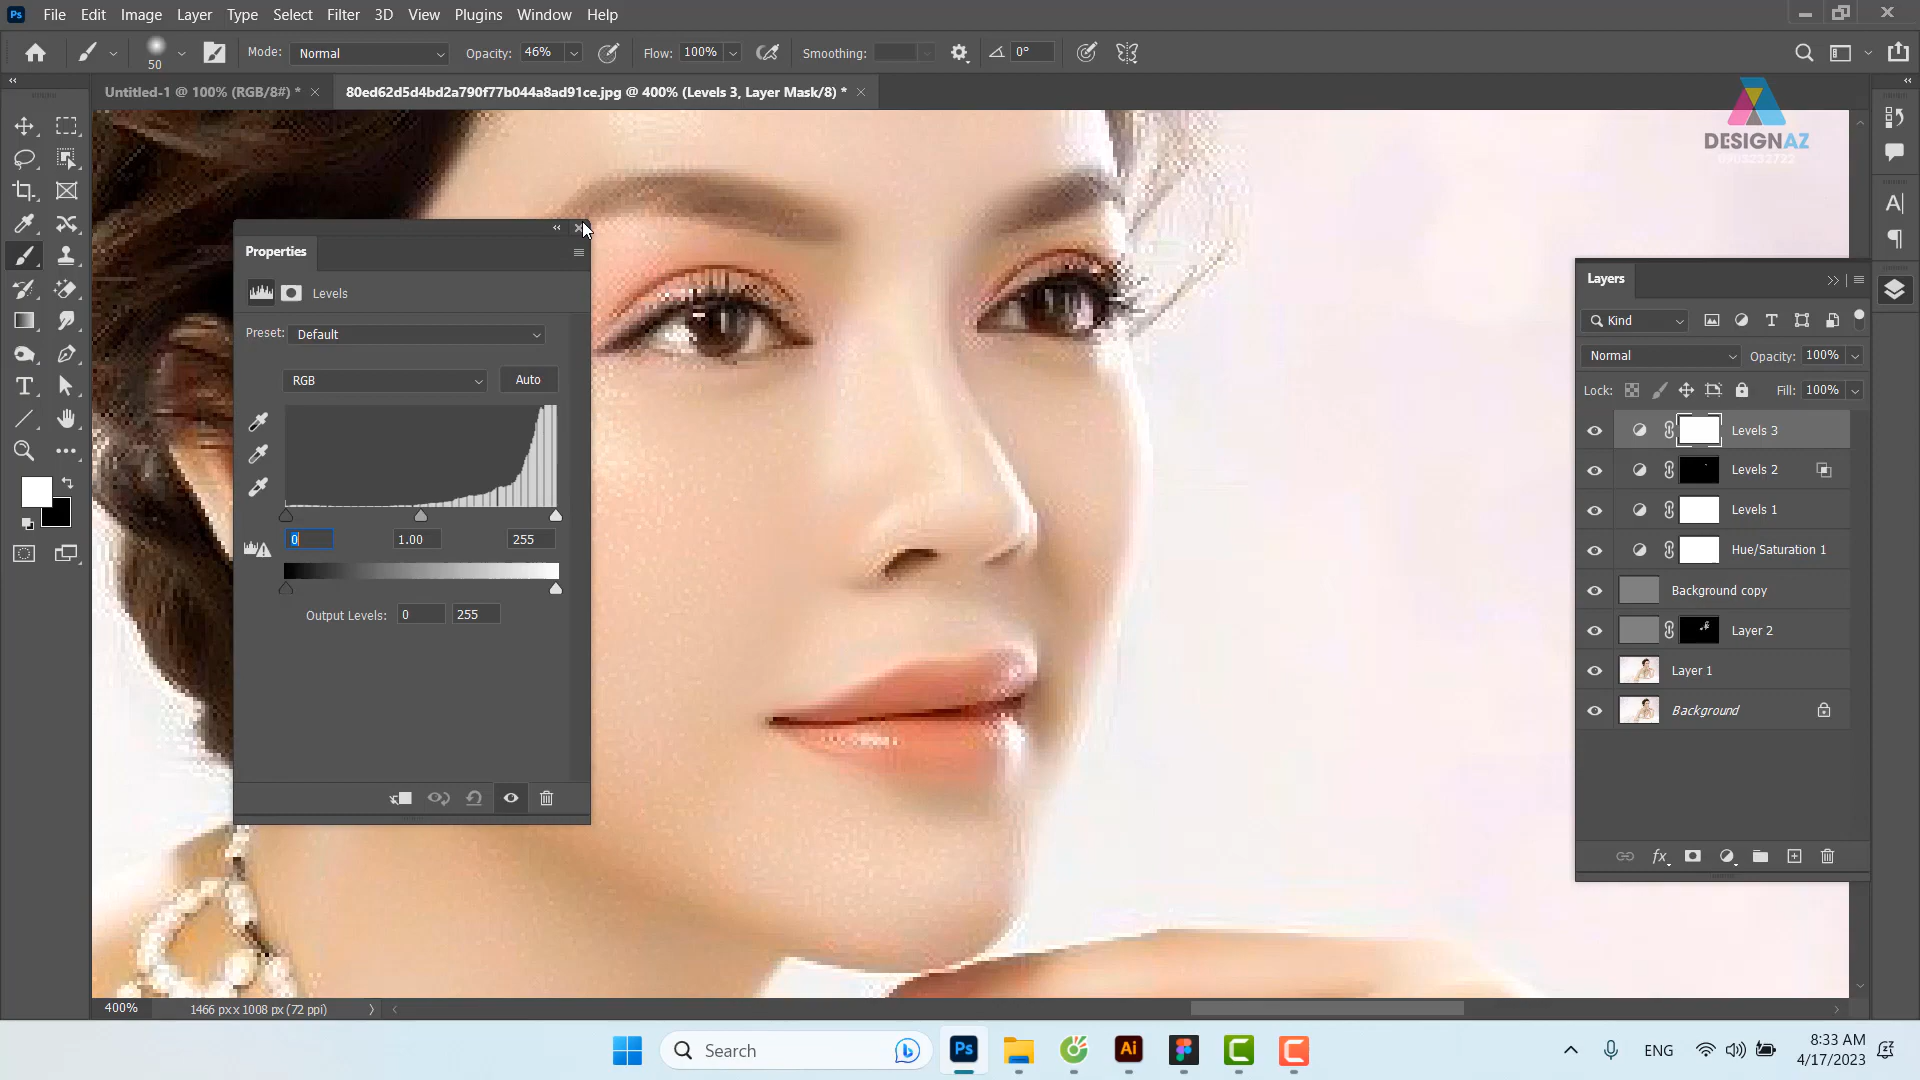 Ps File Edit Image Layer Type Select Filter 3D View Plugins Window Help
50 Mode: Normal Opacity: 46% Flow: 100% Smoothing: 0°
Untitled-1 @ 100% (RGB/8#) * 80ed62d5d4bd2a790f77b044a8ad91ce.jpg @ 400% (Levels 3, Layer Mask/8) *
DESIGNAZ
Properties
Levels
Preset: Default
RGB Auto
0 1.00 255
Output Levels: 0 255
Layers
Kind
Normal Opacity: 100%
Lock: Fill: 100%
Levels 3
Levels 2
Levels 1
Hue/Saturation 1
Background copy
Layer 2
Layer 1
Background
fx
400% 1466 px x 1008 px (72 ppi)
Search Ps Ai ENG 8:33 AM
4/17/2023